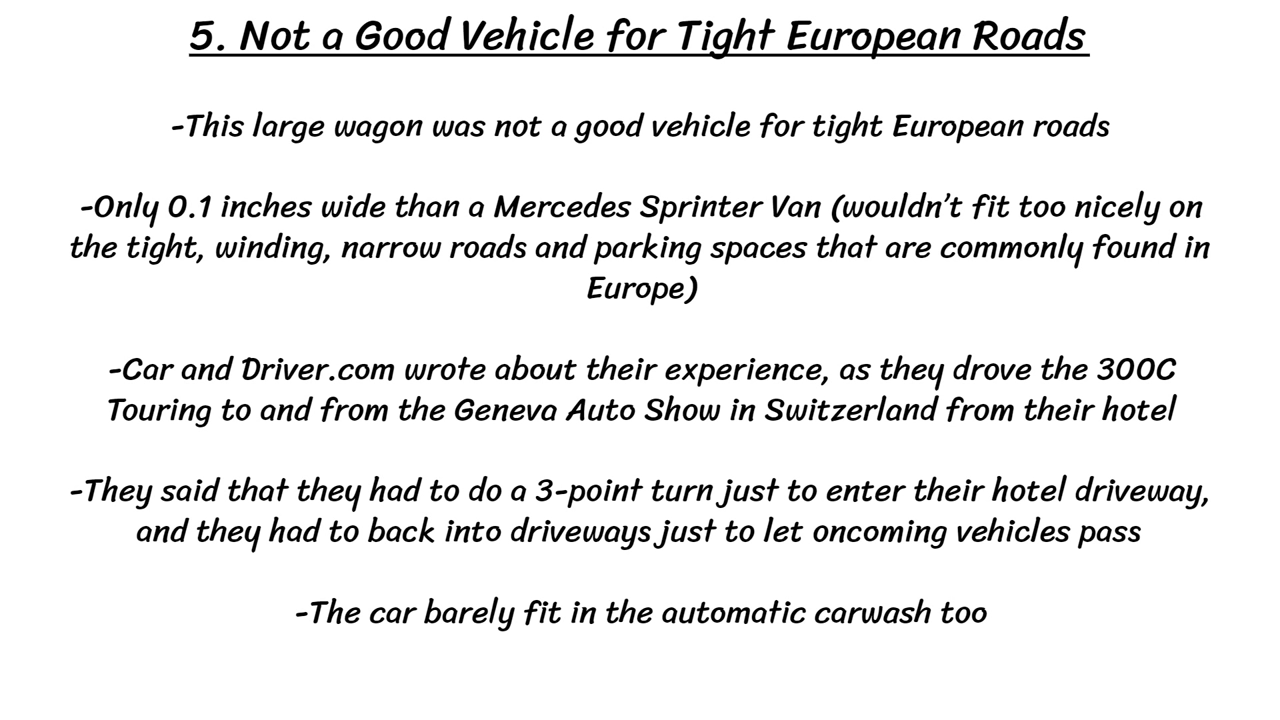 5. Not a Good Vehicle for Tight European Roads
-This large wagon was not a good vehicle for tight European roads
-Only 0.1 inches wide than a Mercedes Sprinter Van (wouldn't fit too nicely on
the tight, winding, narrow roads and parking spaces that are commonly found in
Europe)
-Car and Driver.com wrote about their experience, as they drove the 300C
Touring to and from the Geneva Auto Show in Switzerland from their hotel
-They said that they had to do a 3-point turn just to enter their hotel driveway,
and they had to back into driveways just to let oncoming vehicles pass
-The car barely fit in the automatic carwash too